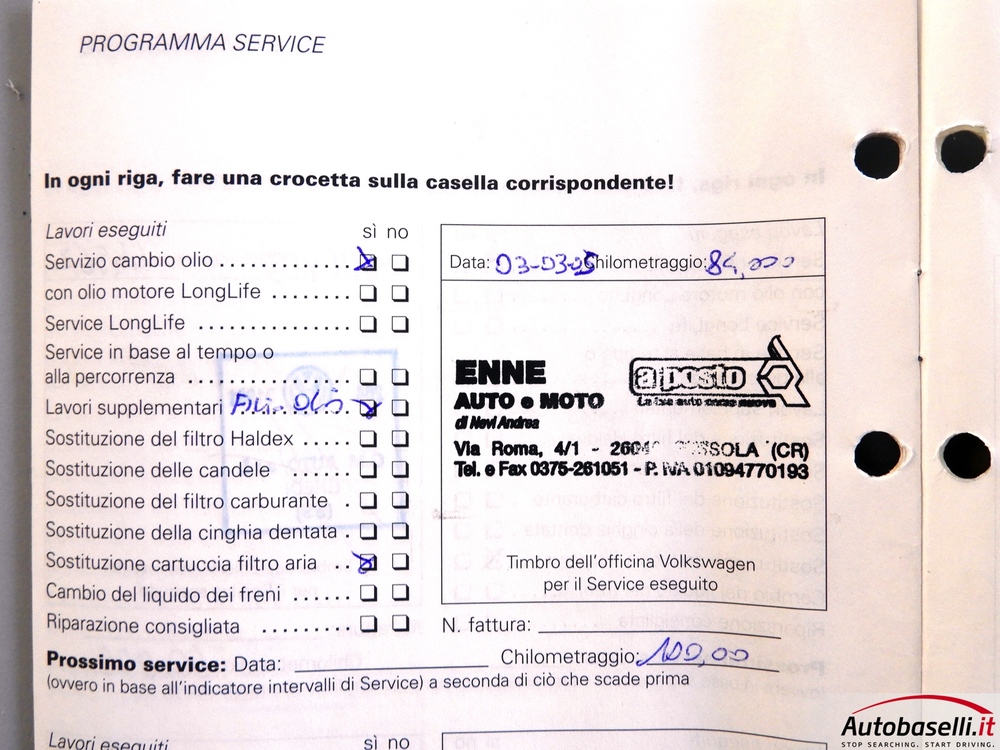 PROGRAMMA SERVICE
In ogni riga, fare una crocetta sulla casella corrispondente!
Lavori eseguiti sì no
Servizio cambio olio
con olio motore LongLife
Service LongLife
Service in base al tempo o
alla percorrenza
Lavori supplementari Fil. Olio
Sostituzione del filtro Haldex
Sostituzione delle candele
Sostituzione del filtro carburante
Sostituzione della cinghia dentata
Sostituzione cartuccia filtro aria
Cambio del liquido dei freni
Riparazione consigliata
Data: 03-03-05 Chilometraggio: 84,000
ENNE
AUTO e MOTO
di Nevi Andrea
Via Roma, 4/1 - (CR)
Tel. e Fax 0375-261051 - P. IVA 01094770193
a posto
Timbro dell'officina Volkswagen
per il Service eseguito
N. fattura:
Prossimo service: Data: Chilometraggio: 100,00
(ovvero in base all'indicatore intervalli di Service) a seconda di ciò che scade prima
Lavori eseguiti sì no
Autobaselli.it
STOP SEARCHING. START DRIVING.